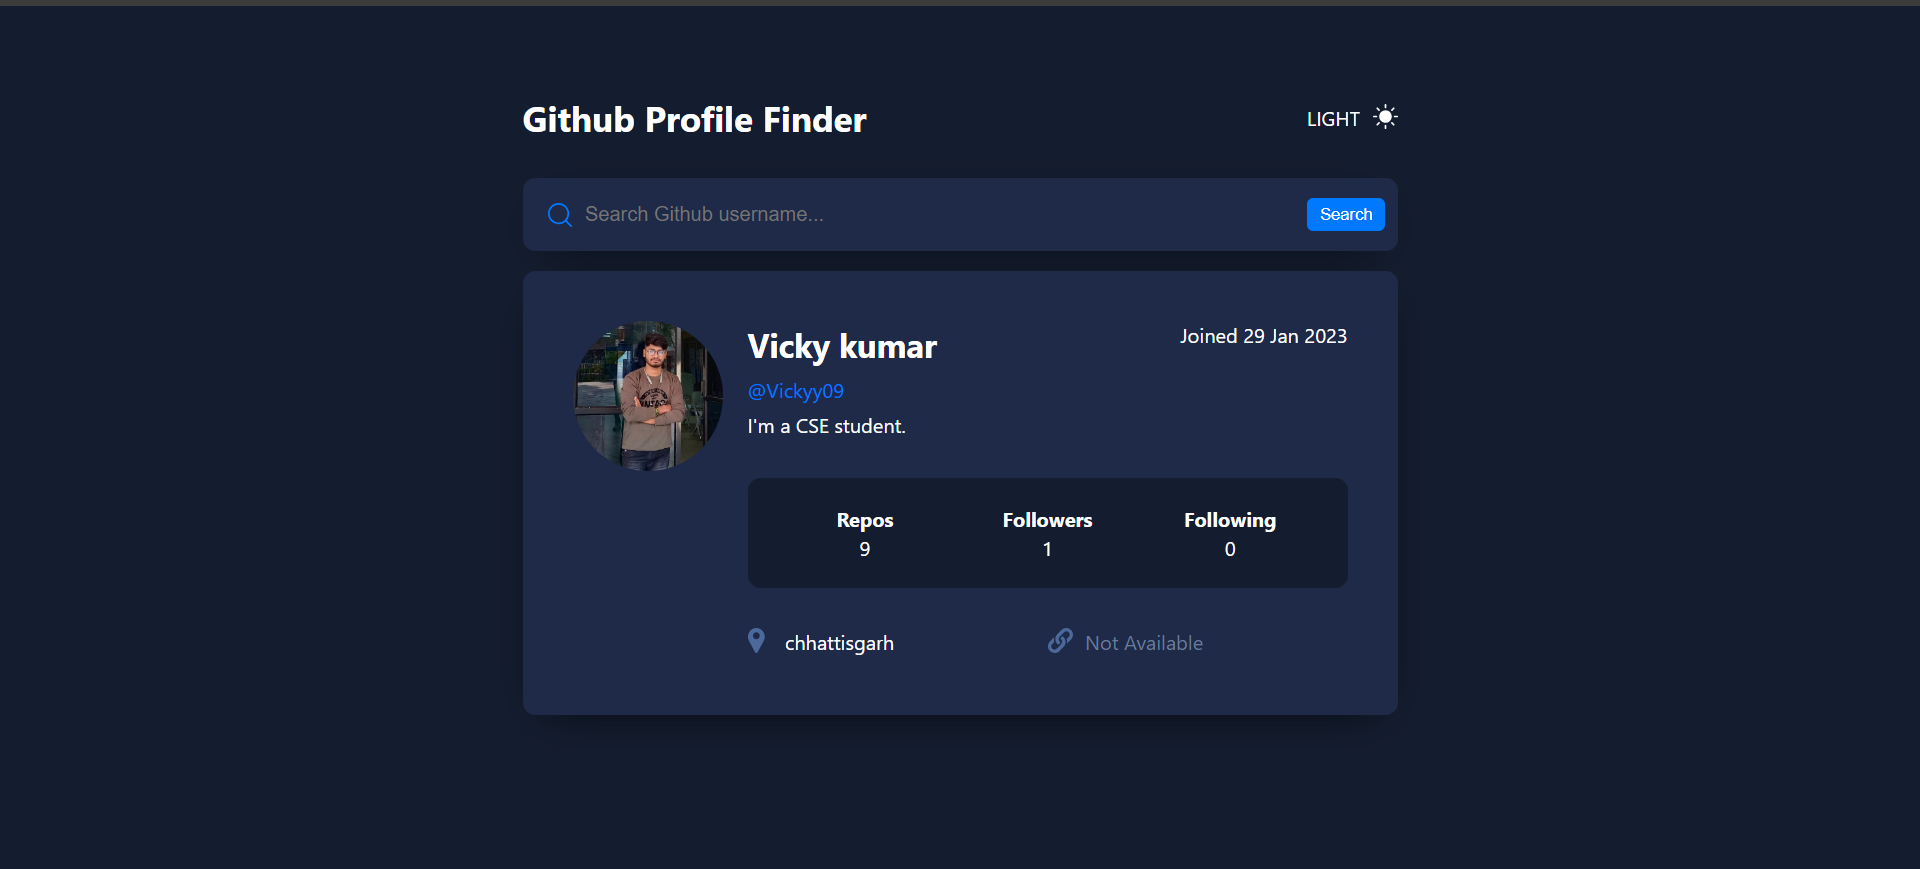 Github Profile Finder
LIGHT
Search Github username...
Search
Vicky kumar
Joined 29 Jan 2023
@Vickyy09
I'm a CSE student.
Repos Followers Following
9 1 0
chhattisgarh
Not Available